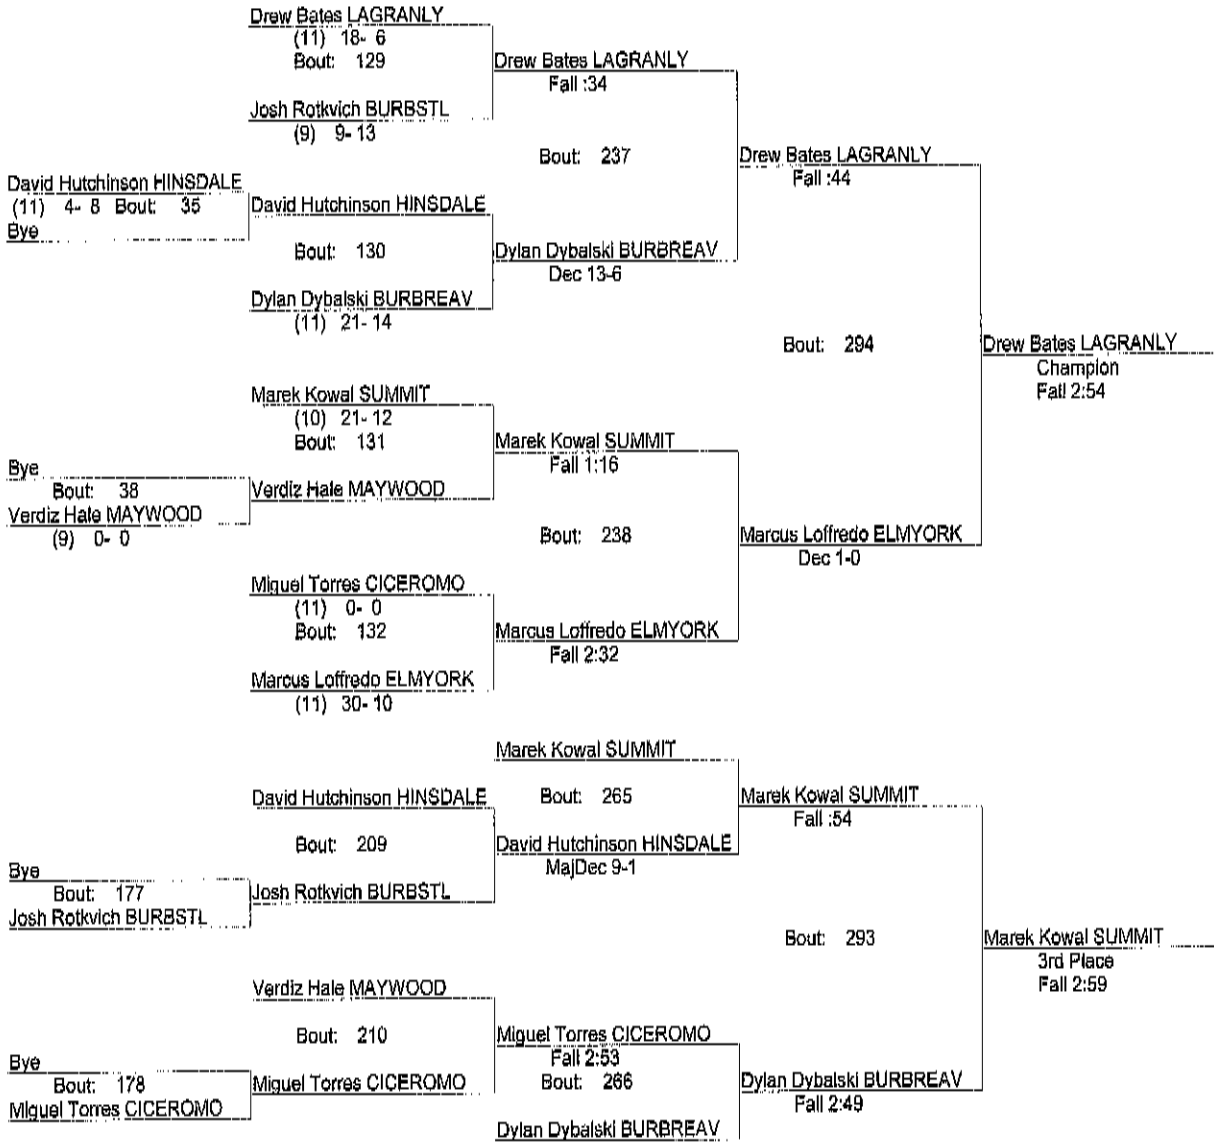 Drew Bates LAGRANLY
(11) 18- 6
Bout: 129
Drew Bates LAGRANLY
Fall :34
Josh Rotkvich BURBSTL
(9) 9- 13
Bout: 237
Drew Bates LAGRANLY
Fall :44
David Hutchinson HINSDALE
(11) 4- 8 Bout: 35
Bye
David Hutchinson HINSDALE
Bout: 130
Dylan Dybalski BURBREAV
Dec 13-6
Dylan Dybalski BURBREAV
(11) 21- 14
Bout: 294
Drew Bates LAGRANLY
Champion
Fall 2:54
Marek Kowal SUMMIT
(10) 21- 12
Bout: 131
Marek Kowal SUMMIT
Fall 1:16
Bye
Bout: 38
Verdiz Hale MAYWOOD
(9) 0- 0
Verdiz Hale MAYWOOD
Bout: 238
Marcus Loffredo ELMYORK
Dec 1-0
Miguel Torres CICEROMO
(11) 0- 0
Bout: 132
Marcus Loffredo ELMYORK
Fall 2:32
Marcus Loffredo ELMYORK
(11) 30- 10
Marek Kowal SUMMIT
David Hutchinson HINSDALE
Bout: 265
Marek Kowal SUMMIT
Fall :54
Bout: 209
David Hutchinson HINSDALE
MajDec 9-1
Bye
Bout: 177
Josh Rotkvich BURBSTL
Josh Rotkvich BURBSTL
Bout: 293
Marek Kowal SUMMIT
3rd Place
Fall 2:59
Verdiz Hale MAYWOOD
Bout: 210
Miguel Torres CICEROMO
Fall 2:53
Bye
Bout: 178
Miguel Torres CICEROMO
Miguel Torres CICEROMO
Bout: 266
Dylan Dybalski BURBREAV
Fall 2:49
Dylan Dybalski BURBREAV